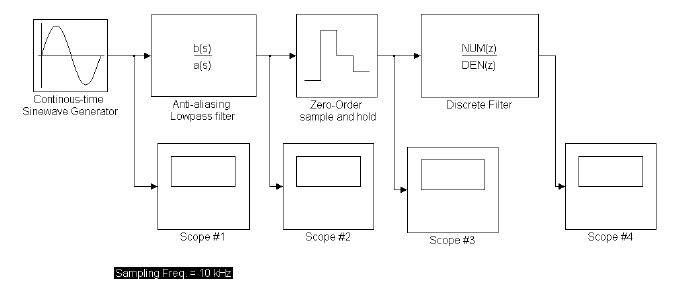 b(s)
a(s)
NUM(z)
DEN(z)
Continous-time
Sinewave Generator
Anti-aliasing
Lowpass filter
Zero-Order
sample and hold
Discrete Filter
Scope #1
Scope #2
Scope #3
Scope #4
Sampling Freq. = 10 kHz